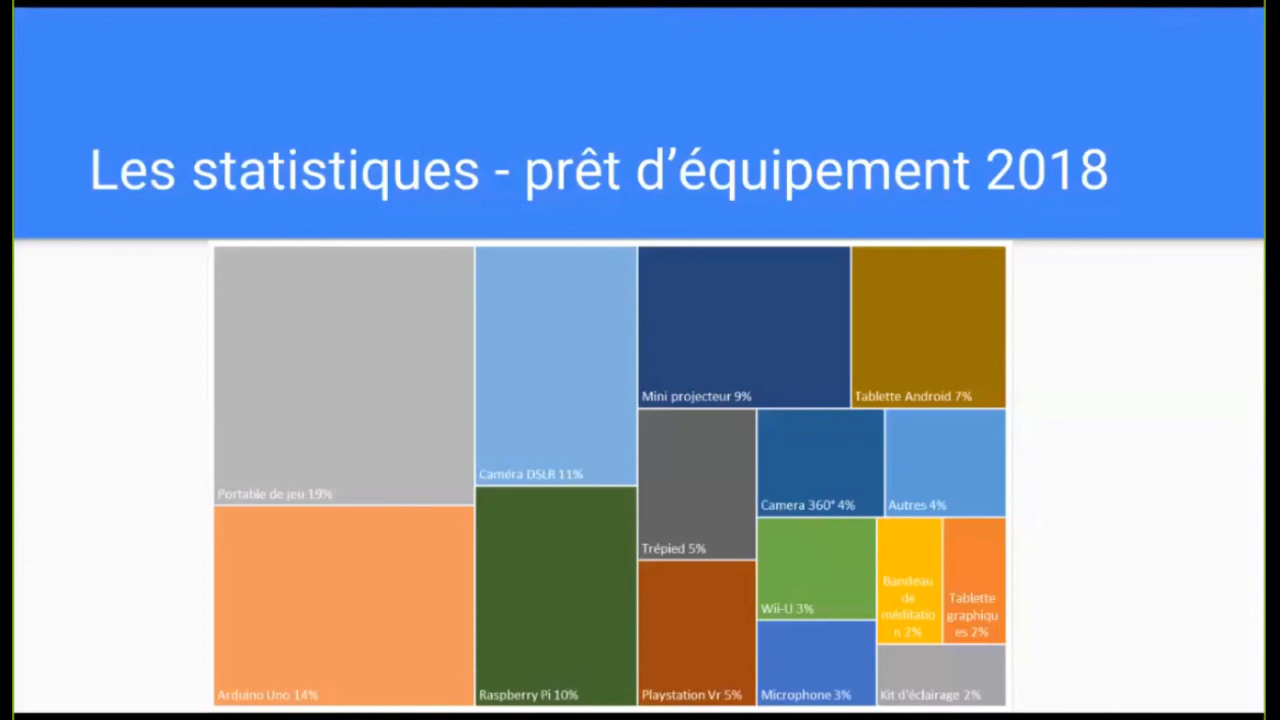 Les statistiques - prêt d’équipement 2018
Portable de jeu 19%
Arduino Uno 14%
Caméra DSLR 11%
Raspberry Pi 10%
Mini projecteur 9%
Tablette Android 7%
Trépied 5%
Playstation Vr 5%
Camera 360° 4%
Autres 4%
Wii-U 3%
Microphone 3%
Bandeau
de
méditatio
n 2%
Tablette
graphiqu
es 2%
Kit d'éclairage 2%